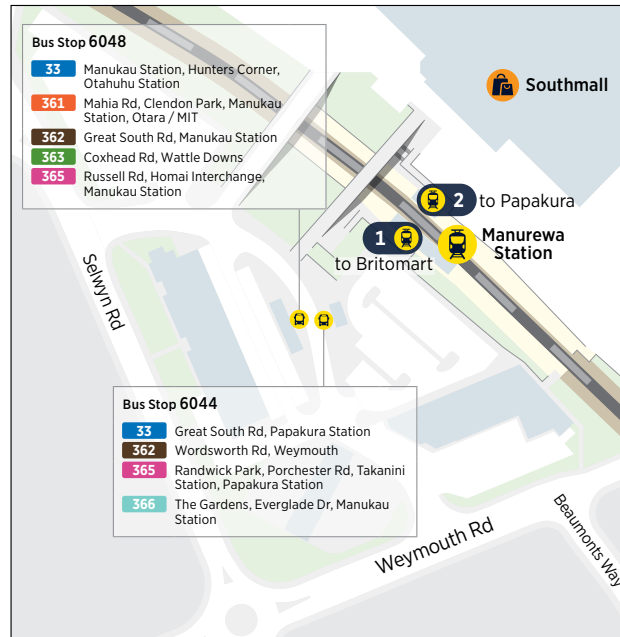 Bus Stop 6048
33 Manukau Station, Hunters Corner,
Otahuhu Station
361 Mahia Rd, Clendon Park, Manukau
Station, Otara / MIT
362 Great South Rd, Manukau Station
363 Coxhead Rd, Wattle Downs
365 Russell Rd, Homai Interchange,
Manukau Station
Southmall
2 to Papakura
1
to Britomart
Manurewa
Station
Selwyn Rd
Bus Stop 6044
33 Great South Rd, Papakura Station
362 Wordsworth Rd, Weymouth
365 Randwick Park, Porchester Rd, Takanini
Station, Papakura Station
366 The Gardens, Everglade Dr, Manukau
Station
Weymouth Rd
Beaumonts Way